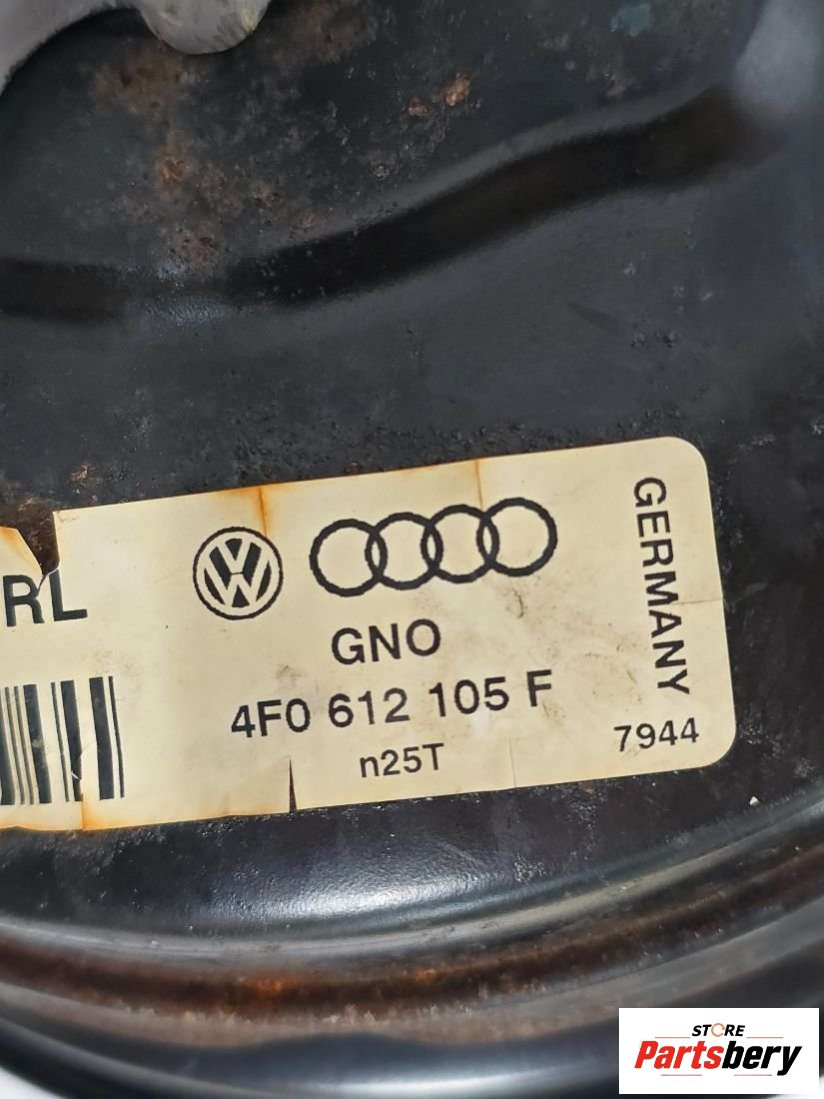 RL
GNO
4F0 612 105 F
n25T
GERMANY
7944
STORE
Partsbery